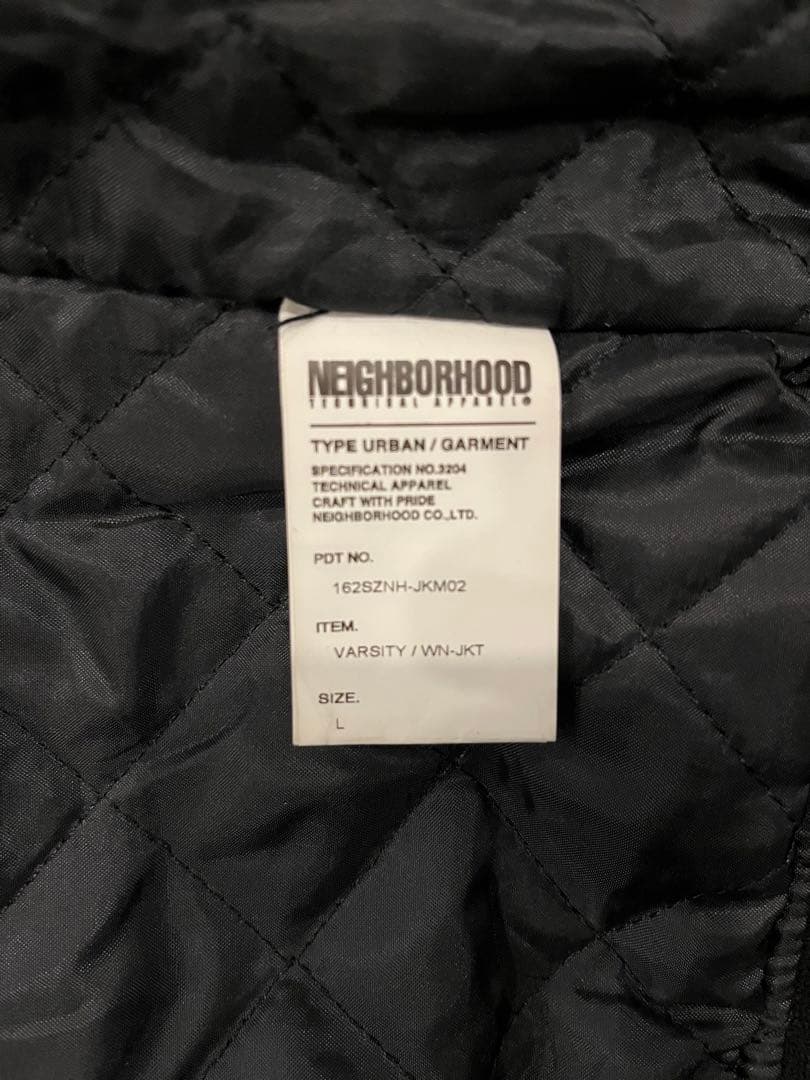 NEIGHBORHOOD
TECHNICAL APPAREL®
TYPE URBAN / GARMENT
SPECIFICATION NO.3204
TECHNICAL APPAREL
CRAFT WITH PRIDE
NEIGHBORHOOD CO.,LTD.
PDT NO.
162SZNH-JKM02
ITEM.
VARSITY / WN-JKT
SIZE.
L